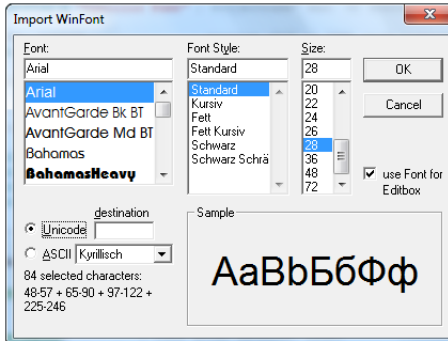 Import WinFont
Font:
Font Style:
Size:
Arial
Standard
28
OK
Arial
AvantGarde Bk BT
AvantGarde Md BT
Bahamas
BahamasHeavy
Standard
Kursiv
Fett
Fett Kursiv
Schwarz
Schwarz Schrä
20
22
24
26
28
36
48
72
Cancel
use Font for
Editbox
destination
Unicode
ASCII
Kyrillisch
84 selected characters:
48-57 + 65-90 + 97-122 +
225-246
Sample
AaBbБбФф